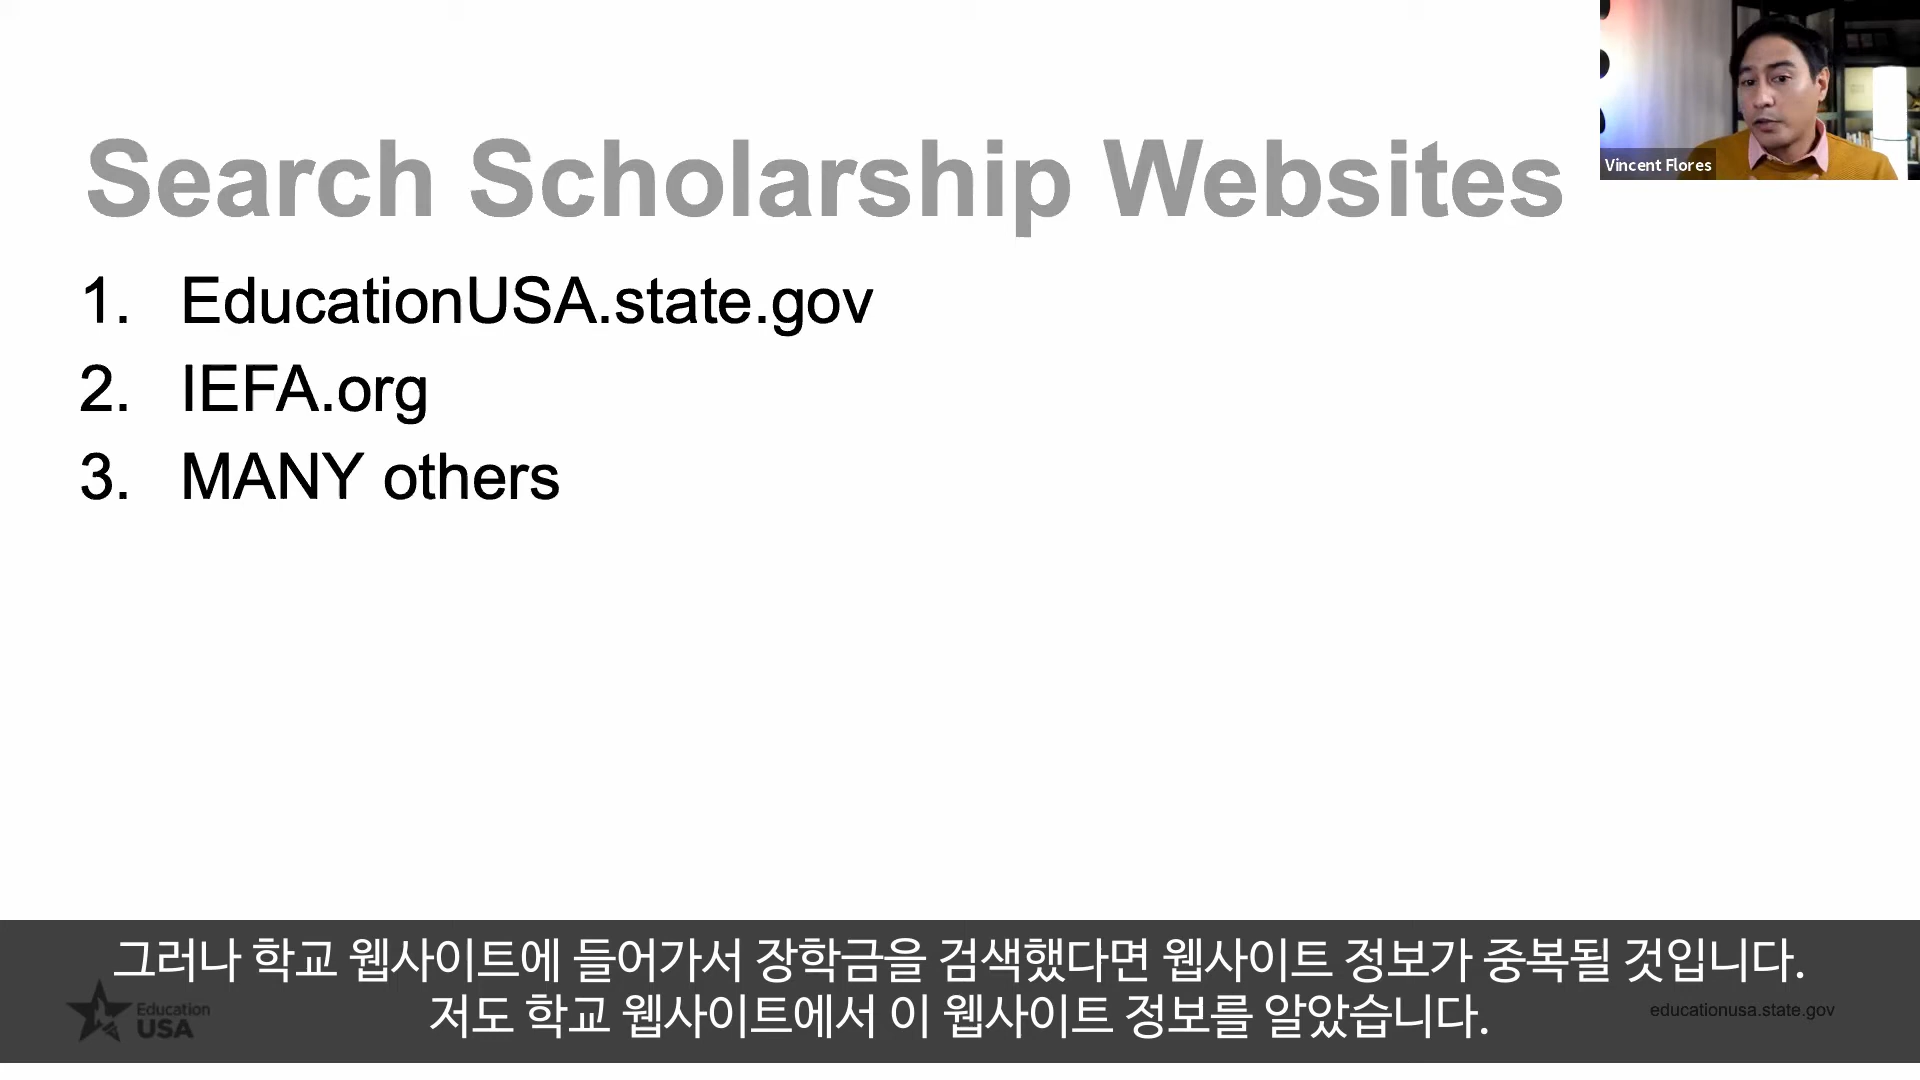 Vincent Flores
Search Scholarship Websites
1. EducationUSA.state.gov
2. IEFA.org
3. MANY others
그러나 학교 웹사이트에 들어가서 장학금을 검색했다면 웹사이트 정보가 중복될 것입니다.
저도 학교 웹사이트에서 이 웹사이트 정보를 알았습니다.
Education
USA
educationusa.state.gov